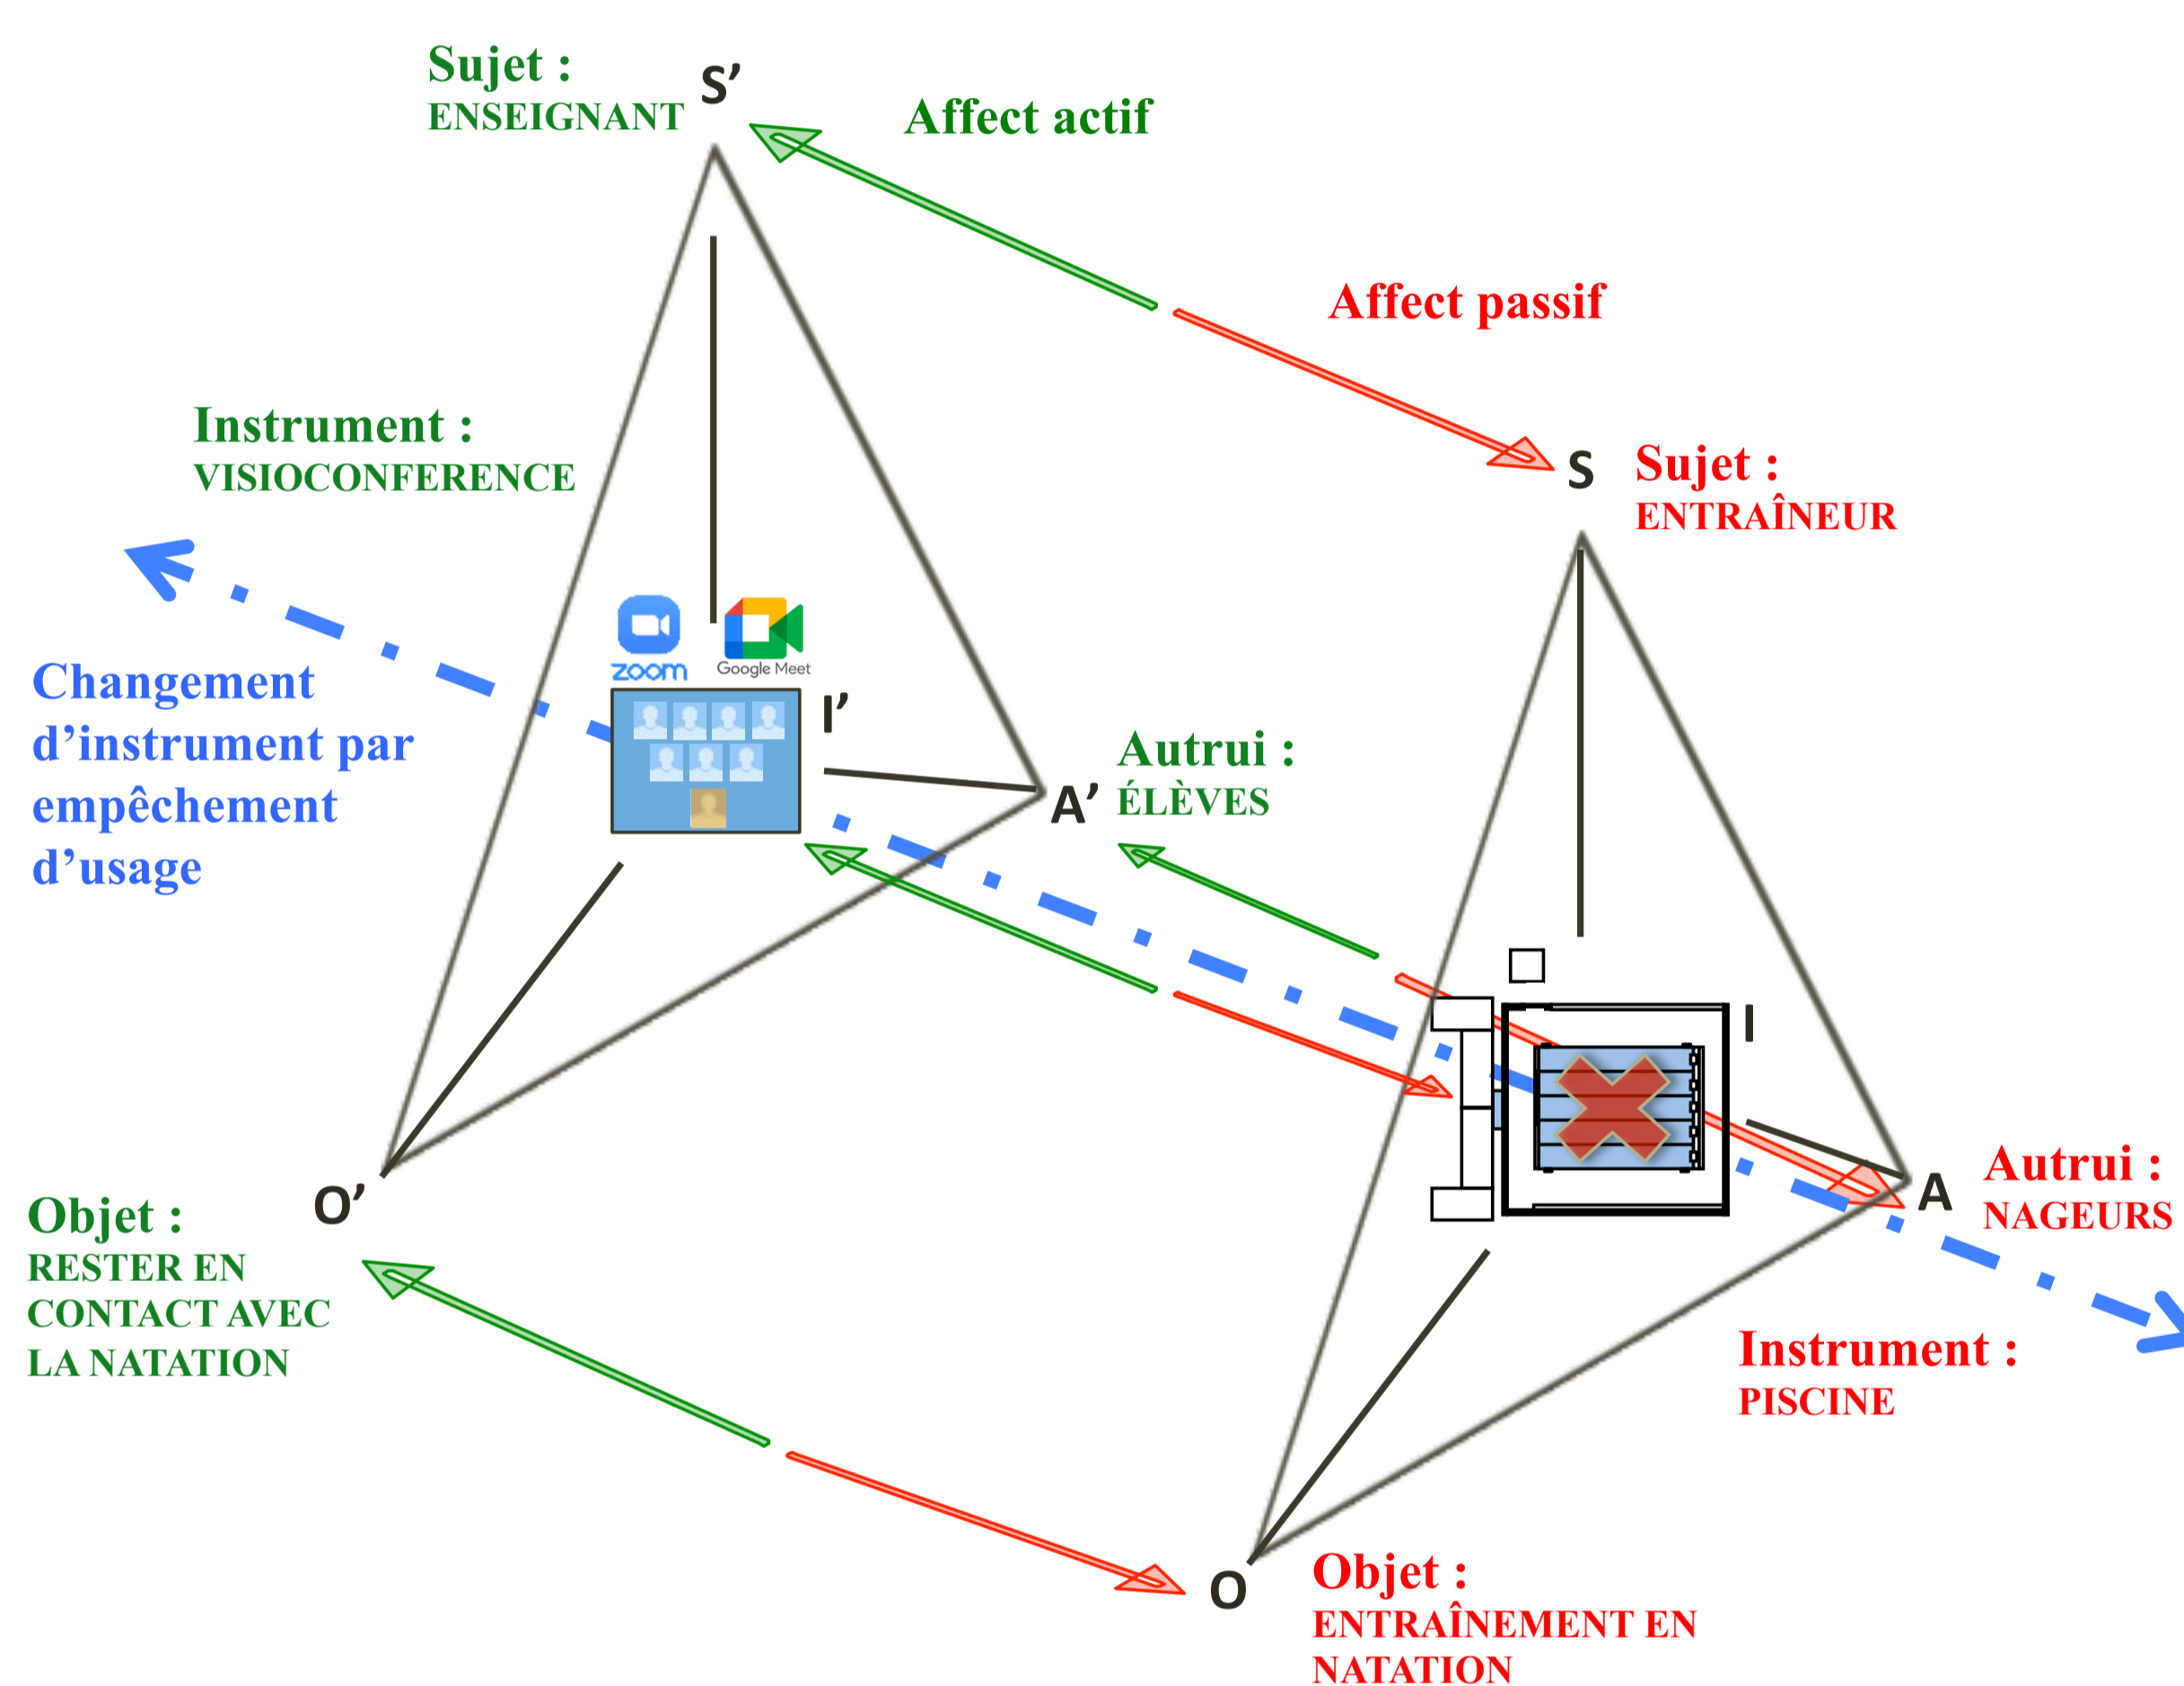 Sujet :
ENSEIGNANT
S’
Affect actif
Affect passif
Instrument :
VISIOCONFERENCE
S
Sujet :
ENTRAÎNEUR
zoom
Google Meet
Changement
d’instrument par
empêchement
d’usage
I’
A’
Autrui :
ÉLÈVES
I
O’
Objet :
RESTER EN
CONTACT AVEC
LA NATATION
A
Autrui :
NAGEURS
Instrument :
PISCINE
O
Objet :
ENTRAÎNEMENT EN
NATATION